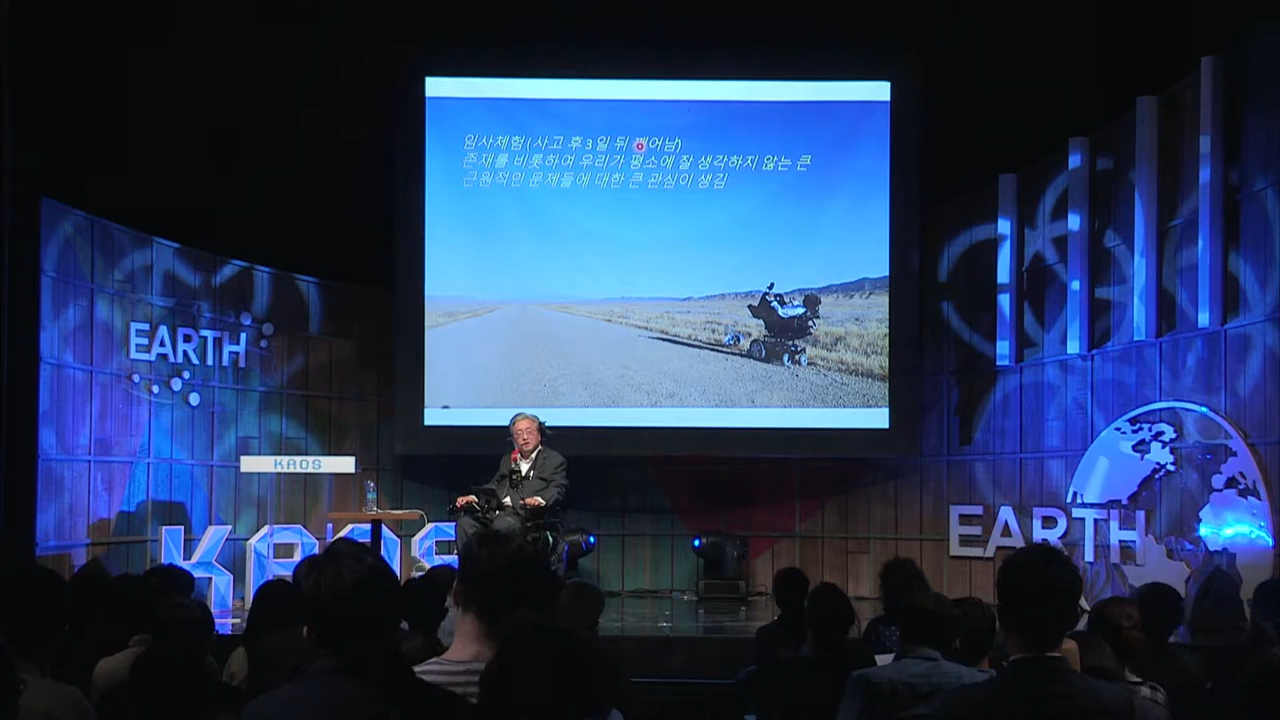 임사체험 (사고 후 3일 뒤 깨어남)
존재를 비롯하여 우리가 평소에 잘 생각하지 않는 큰
근원적인 문제들에 대한 큰 관심이 생김
EARTH
KAOS
KAOS
EARTH